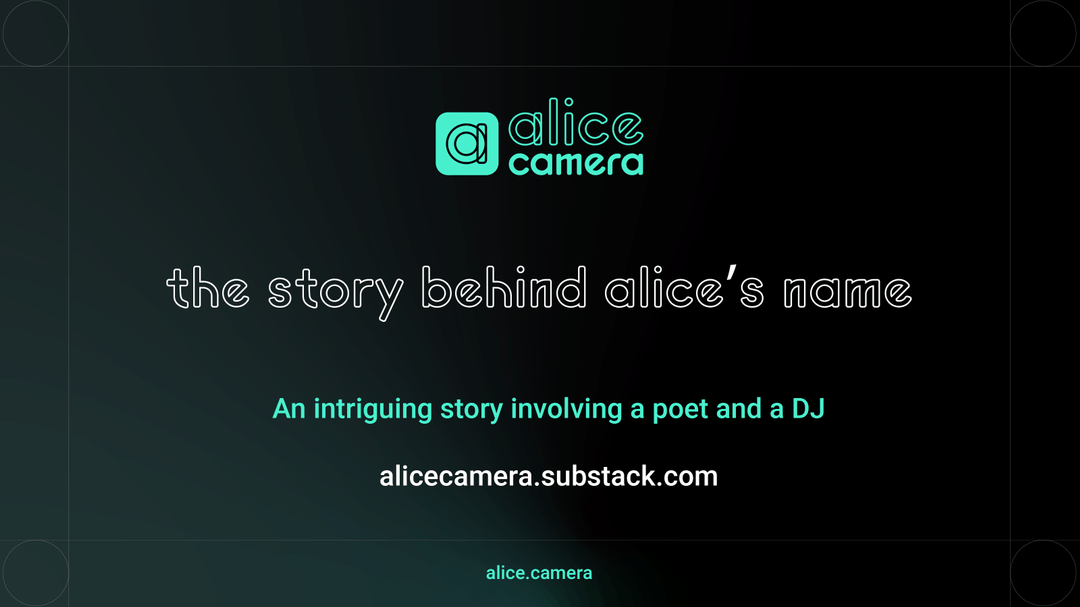 a alice
camera
the story behind alice’s name
An intriguing story involving a poet and a DJ
alicecamera.substack.com
alice.camera